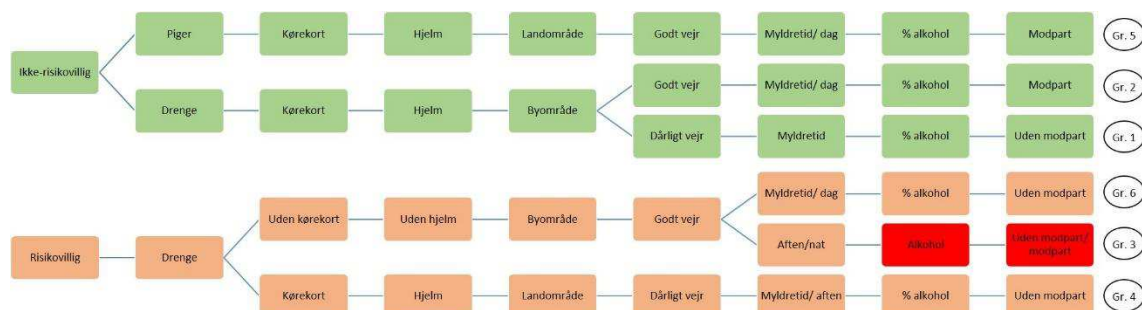 Piger Kørekort Hjelm Landområde Godt vejr Myldretid/ dag % alkohol Modpart Gr. 5
Ikke-risikovillig
Godt vejr Myldretid/ dag % alkohol Modpart Gr. 2
Drenge Kørekort Hjelm Byområde
Dårligt vejr Myldretid % alkohol Uden modpart Gr. 1
Myldretid/ dag % alkohol Uden modpart Gr. 6
Uden kørekort Uden hjelm Byområde Godt vejr
Aften/nat Alkohol Uden modpart/
modpart Gr. 3
Risikovillig Drenge
Kørekort Hjelm Landområde Dårligt vejr Myldretid/ aften % alkohol Uden modpart Gr. 4